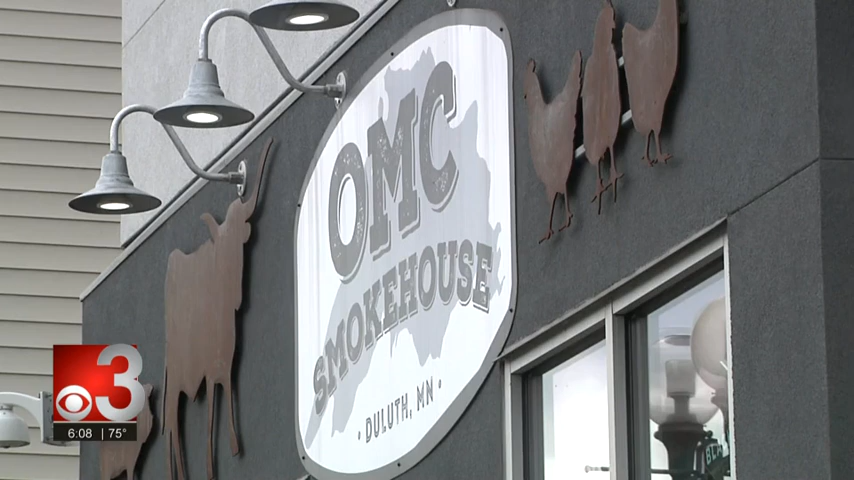 OMC
SMOKEHOUSE
• DULUTH, MN •
3
6:08 | 75°